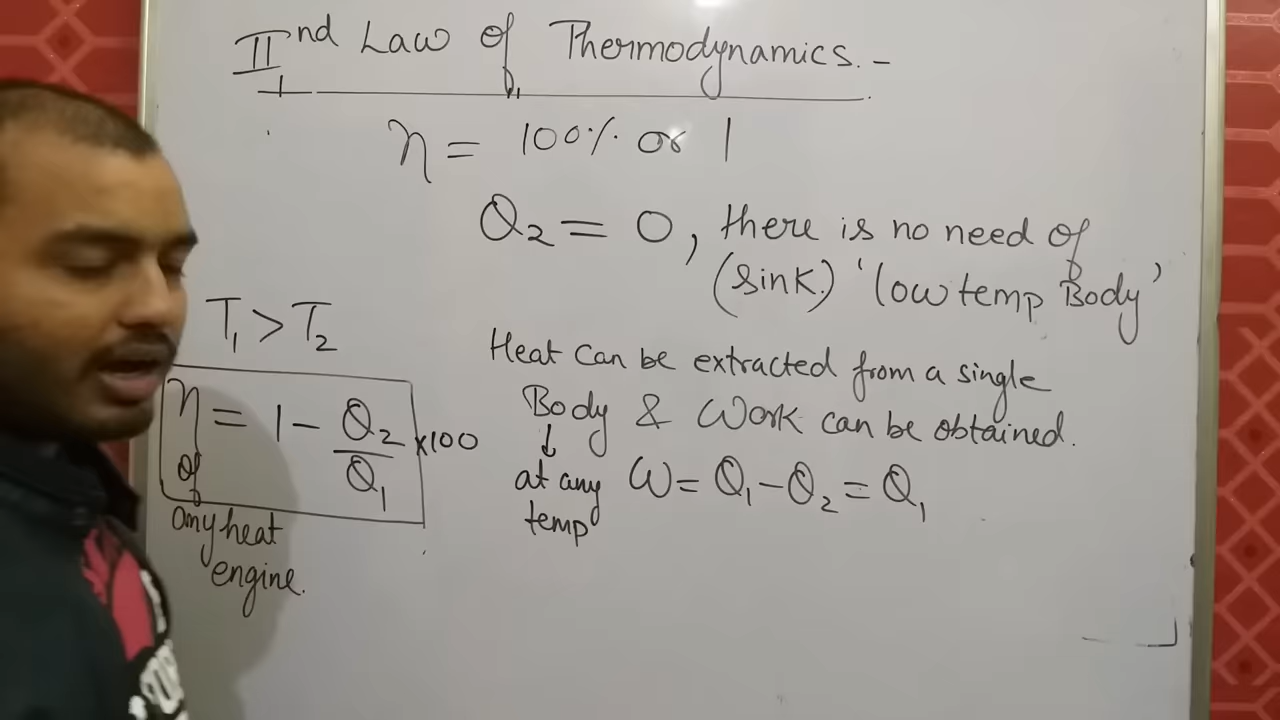 IInd Law of Thermodynamics. -
η = 100% or 1
Q₂ = 0, there is no need of
(sink.) 'low temp Body'
T₁ > T₂
Heat can be extracted from a single
Body & Work can be obtained.
↓
at any
temp
W = Q₁ - Q₂ = Q₁
η = 1 - Q₂/Q₁ ×100
of
any heat
engine.